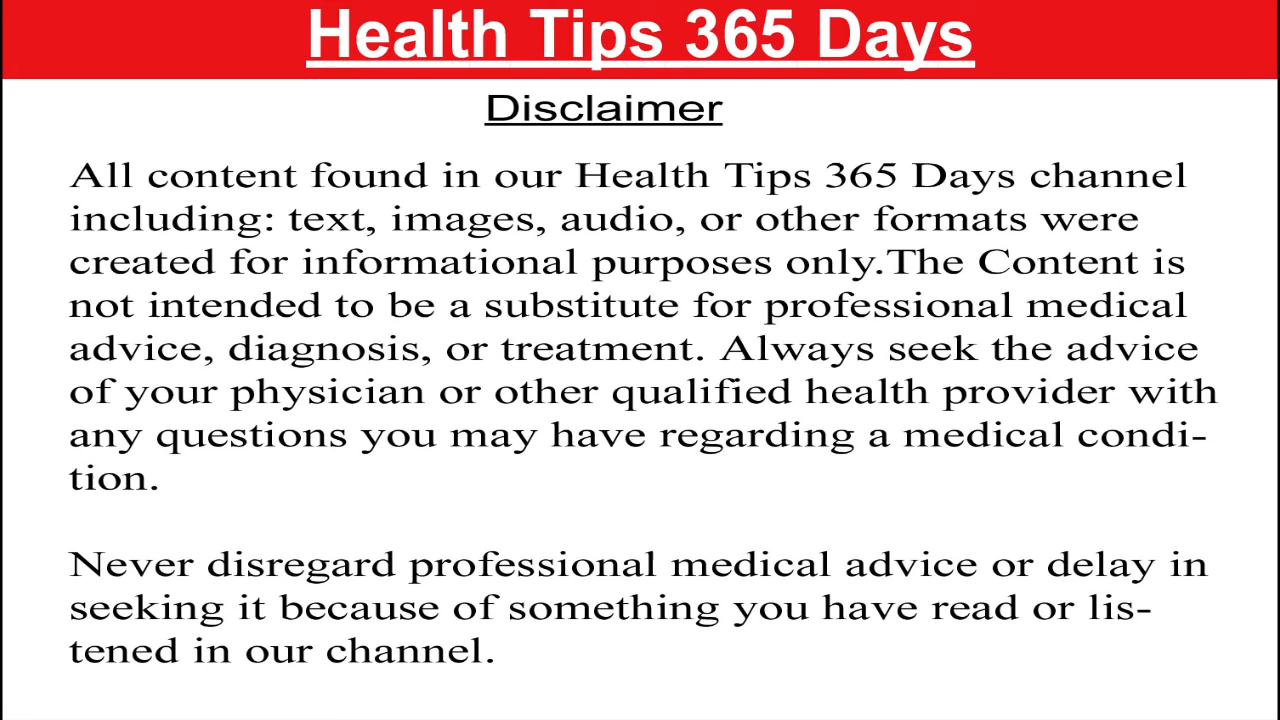 Health Tips 365 Days
Disclaimer
All content found in our Health Tips 365 Days channel
including: text, images, audio, or other formats were
created for informational purposes only.The Content is
not intended to be a substitute for professional medical
advice, diagnosis, or treatment. Always seek the advice
of your physician or other qualified health provider with
any questions you may have regarding a medical condi-
tion.
Never disregard professional medical advice or delay in
seeking it because of something you have read or lis-
tened in our channel.